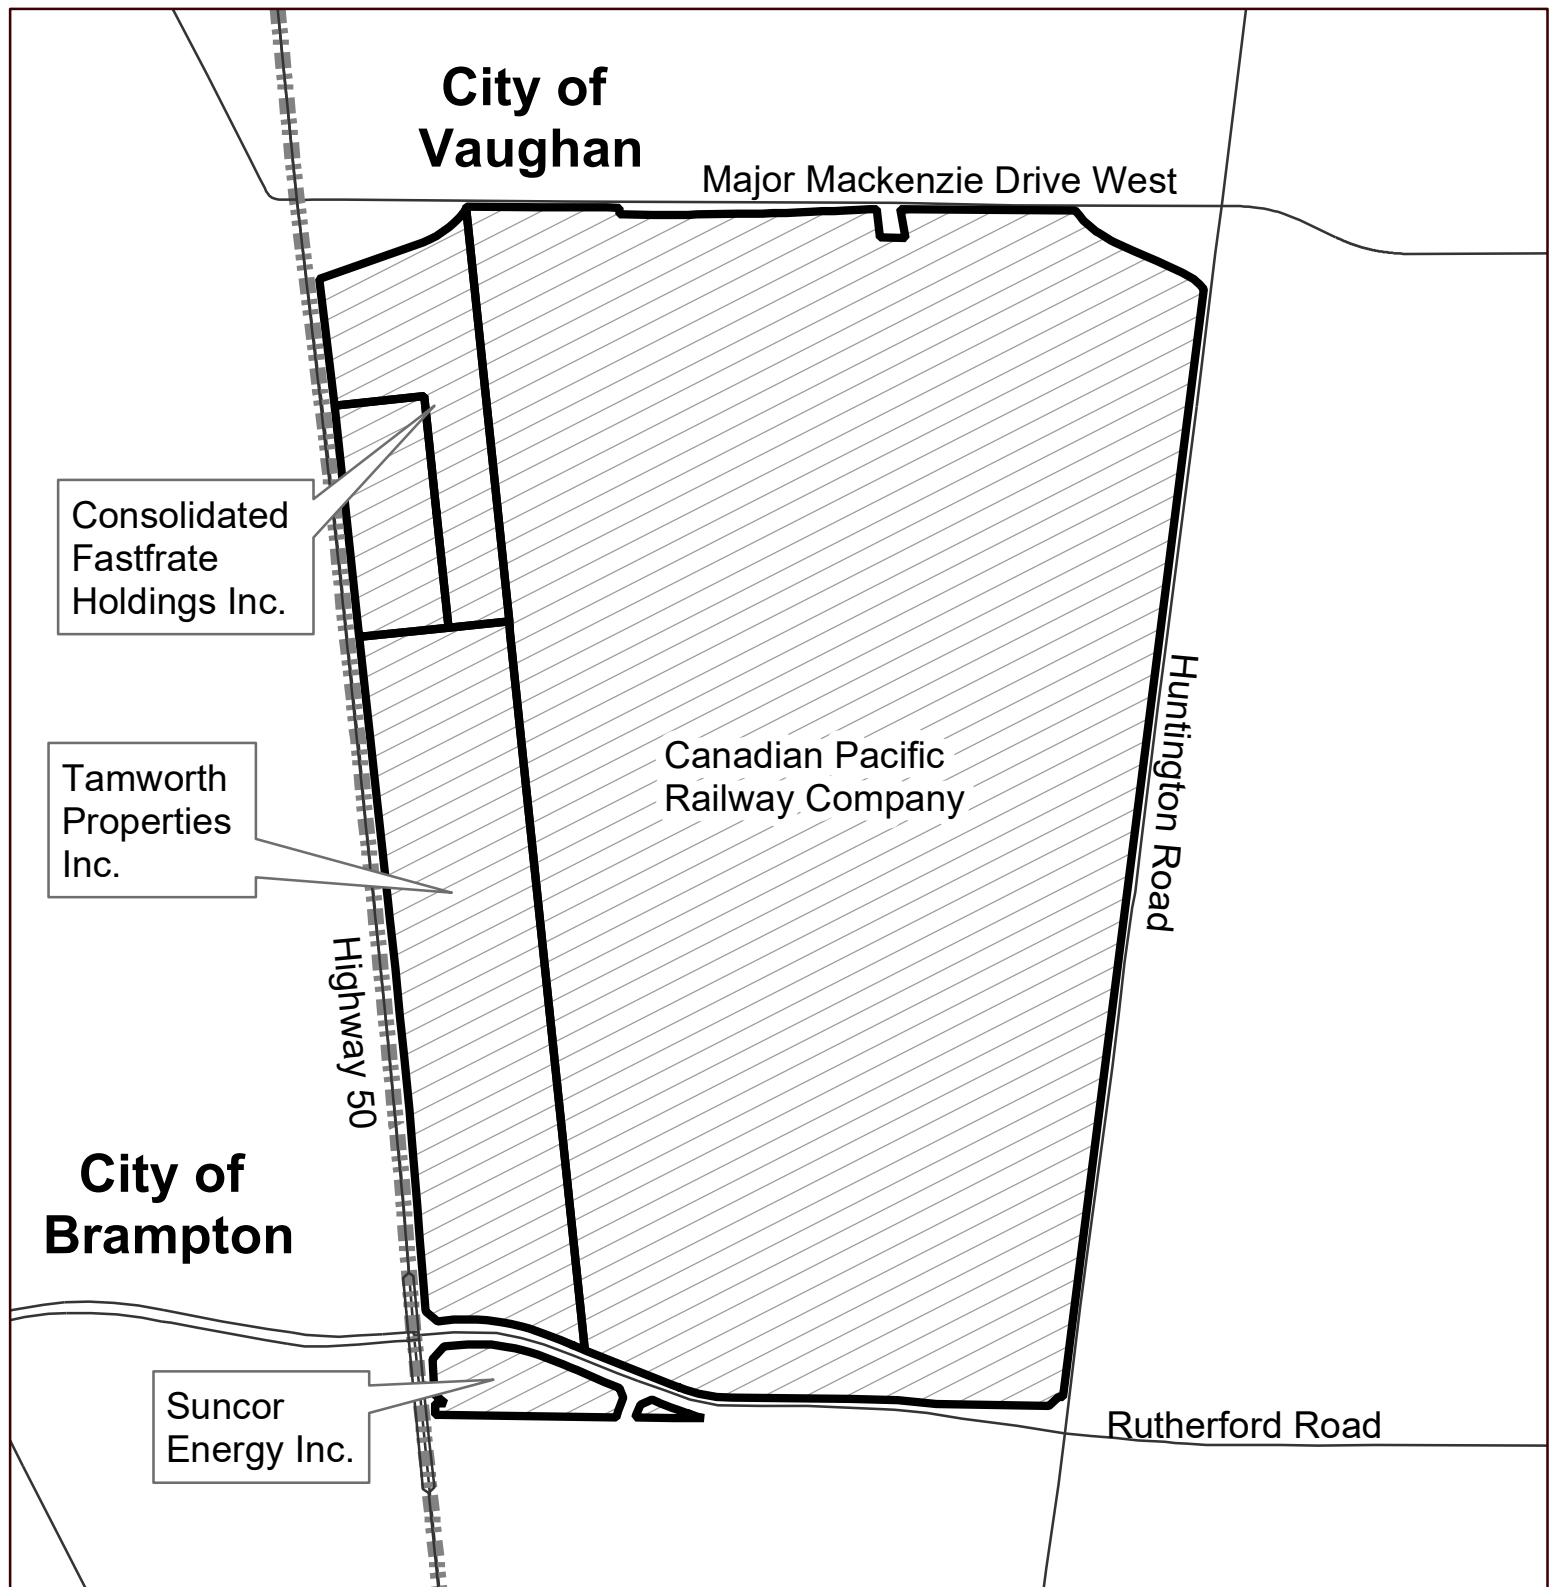 City of
Vaughan
Major Mackenzie Drive West
Consolidated
Fastfrate
Holdings Inc.
Huntington Road
Tamworth
Properties
Inc.
Canadian Pacific
Railway Company
Highway 50
City of
Brampton
Suncor
Energy Inc.
Rutherford Road